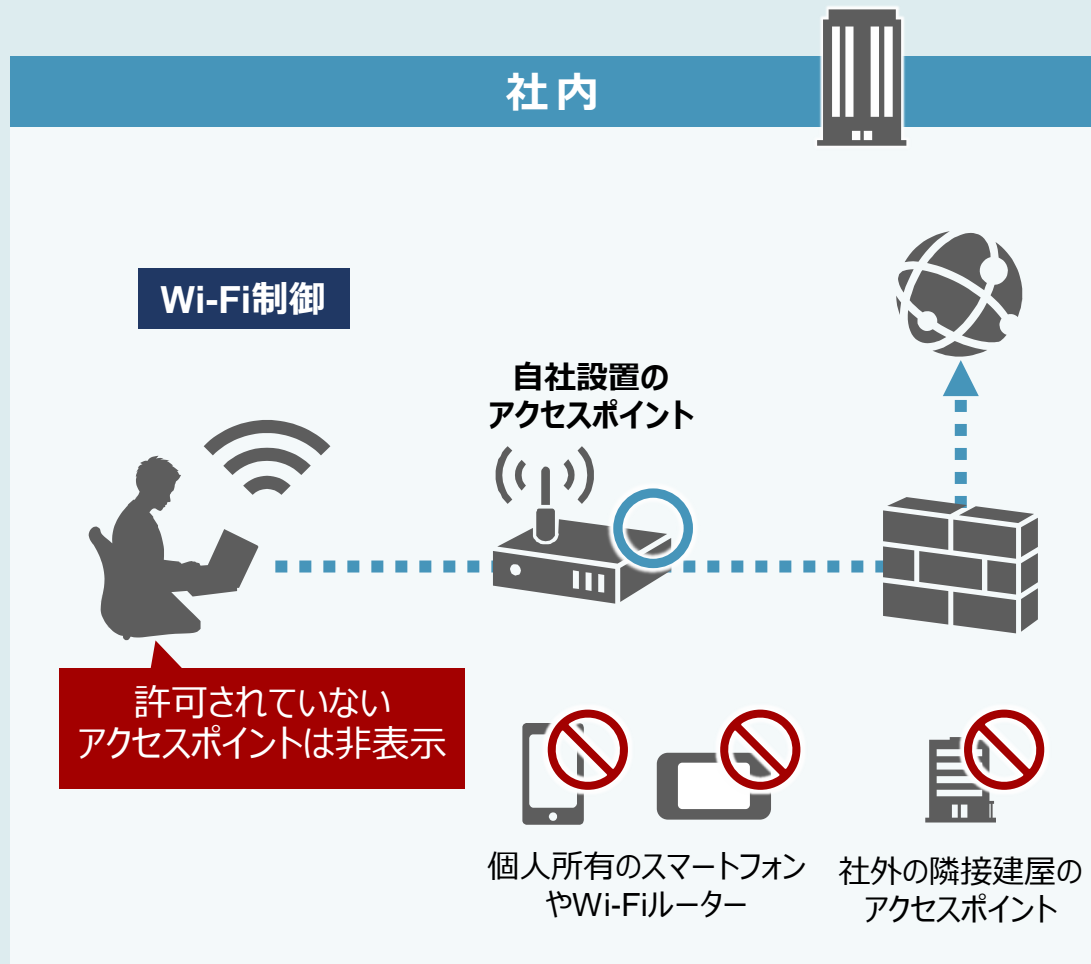 社内
Wi-Fi制御
自社設置の
アクセスポイント
許可されていない
アクセスポイントは非表示
個人所有のスマートフォン
やWi-Fiルーター
社外の隣接建屋の
アクセスポイント